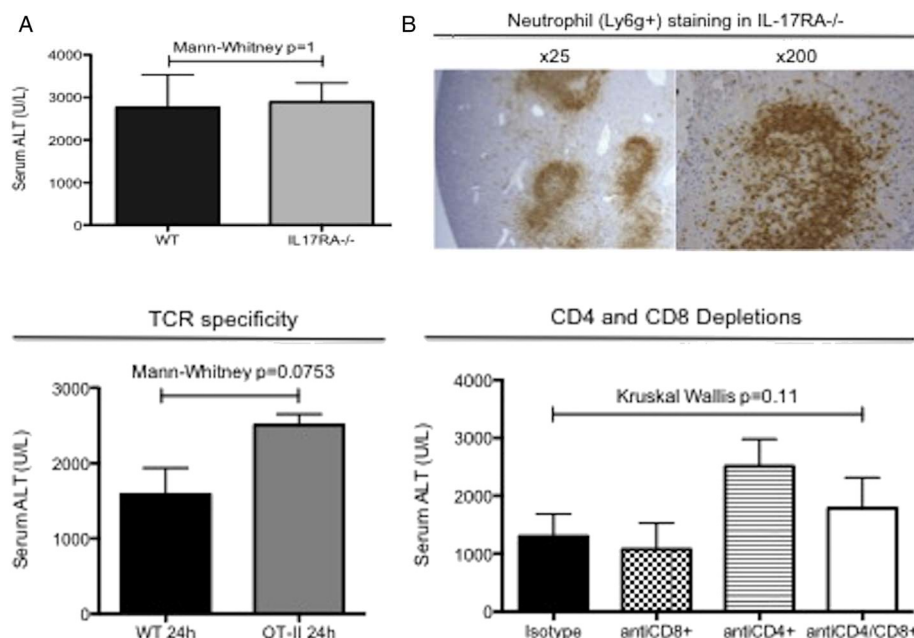 A
Mann-Whitney p=1
Serum ALT (U/L)
4000
3000
2000
1000
0
WT
IL17RA-/-
B
Neutrophil (Ly6g+) staining in IL-17RA-/-
x25
x200
TCR specificity
Mann-Whitney p=0.0753
Serum ALT (U/L)
3000
2000
1000
0
WT 24h
OT-II 24h
CD4 and CD8 Depletions
Kruskal Wallis p=0.11
Serum ALT (U/L)
4000
3000
2000
1000
0
Isotype
antiCD8+
antiCD4+
antiCD4/CD8+